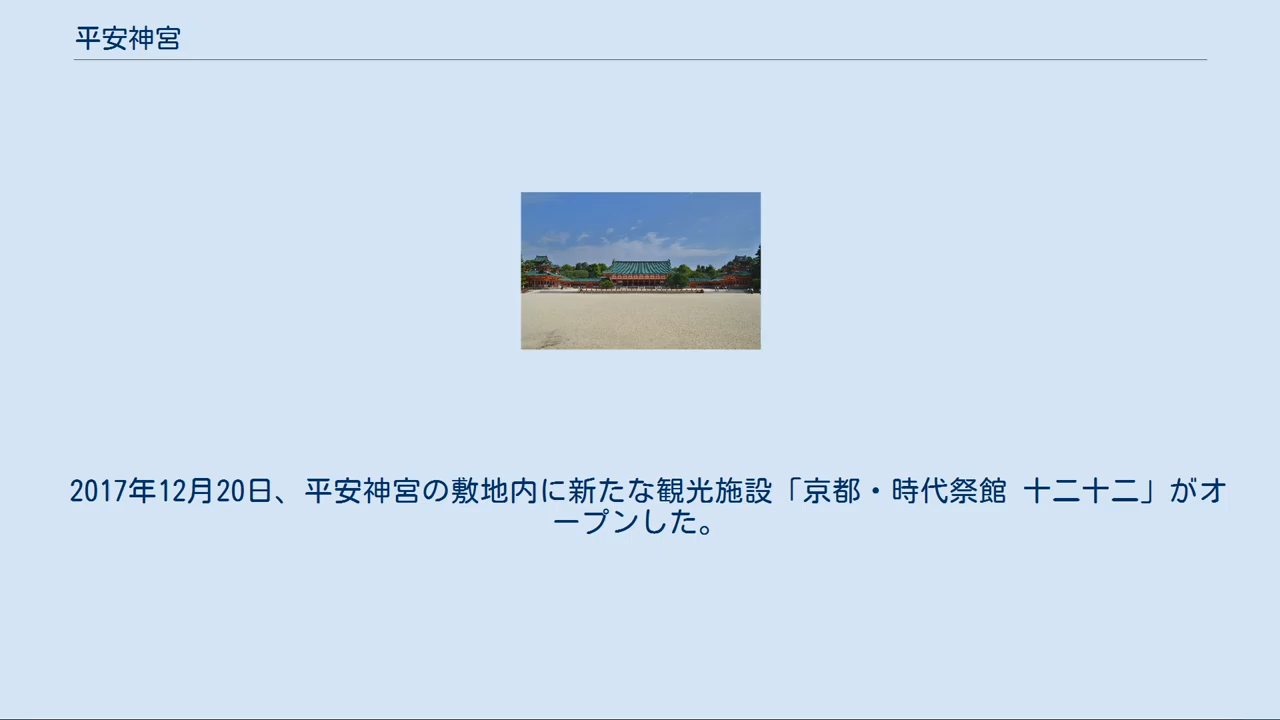 平安神宮
2017年12月20日、平安神宮の敷地内に新たな観光施設「京都・時代祭館 十二十二」がオ
ープンした。